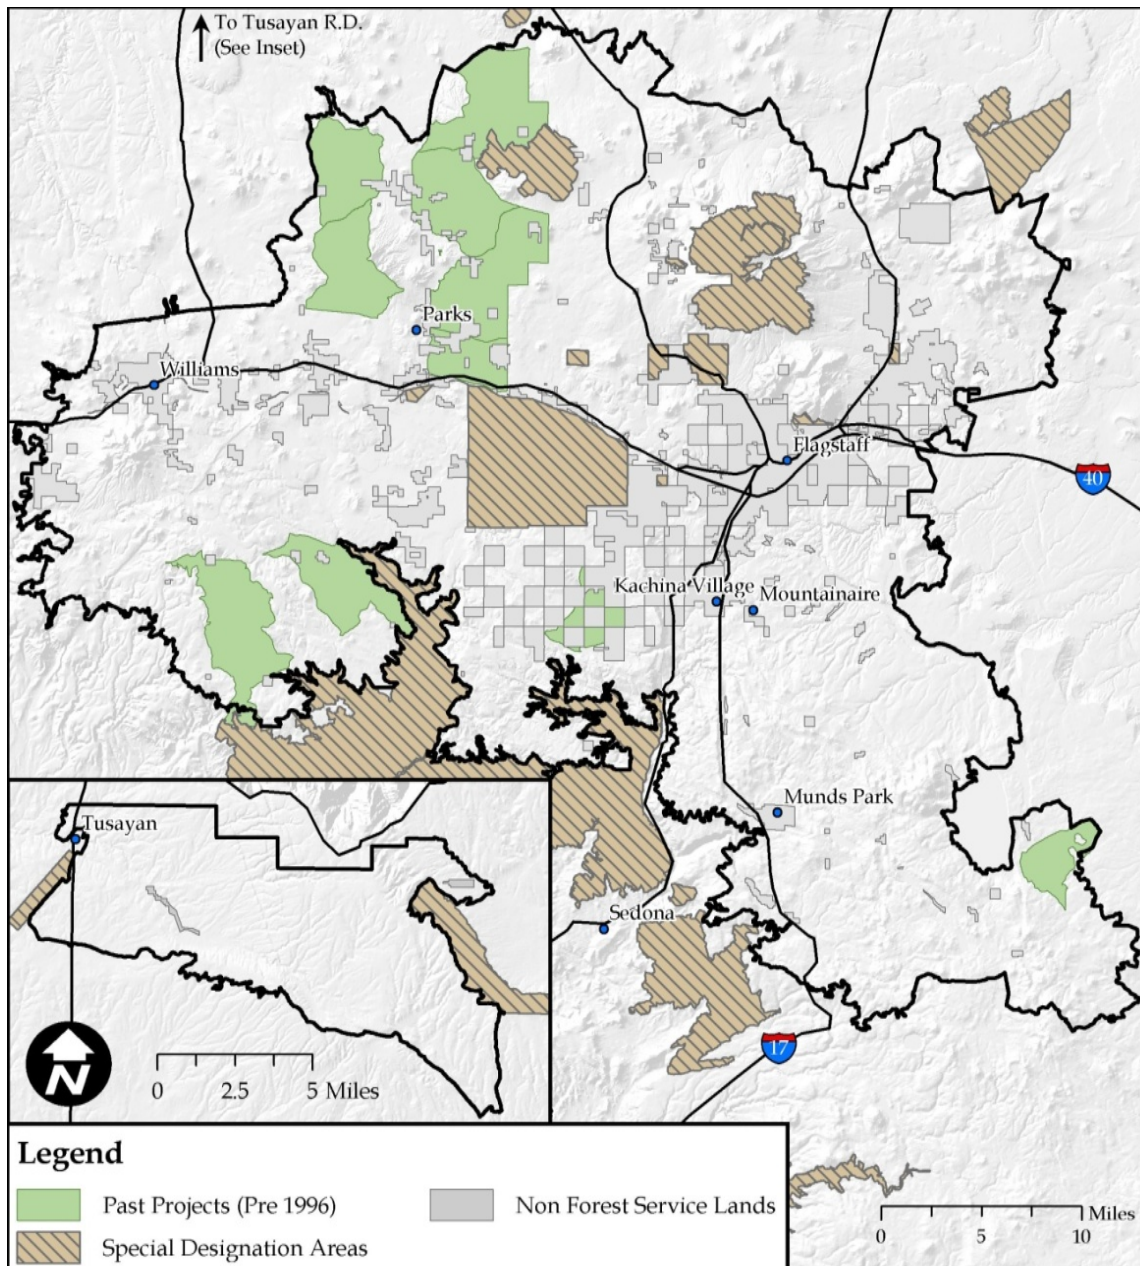 To Tusayan R.D.
(See Inset)
Parks
Williams
Flagstaff
40
Kachina Village
Mountainaire
Munds Park
Tusayan
Sedona
17
N
0 2.5 5 Miles
Legend
Past Projects (Pre 1996)
Non Forest Service Lands
Special Designation Areas
Miles
0 5 10